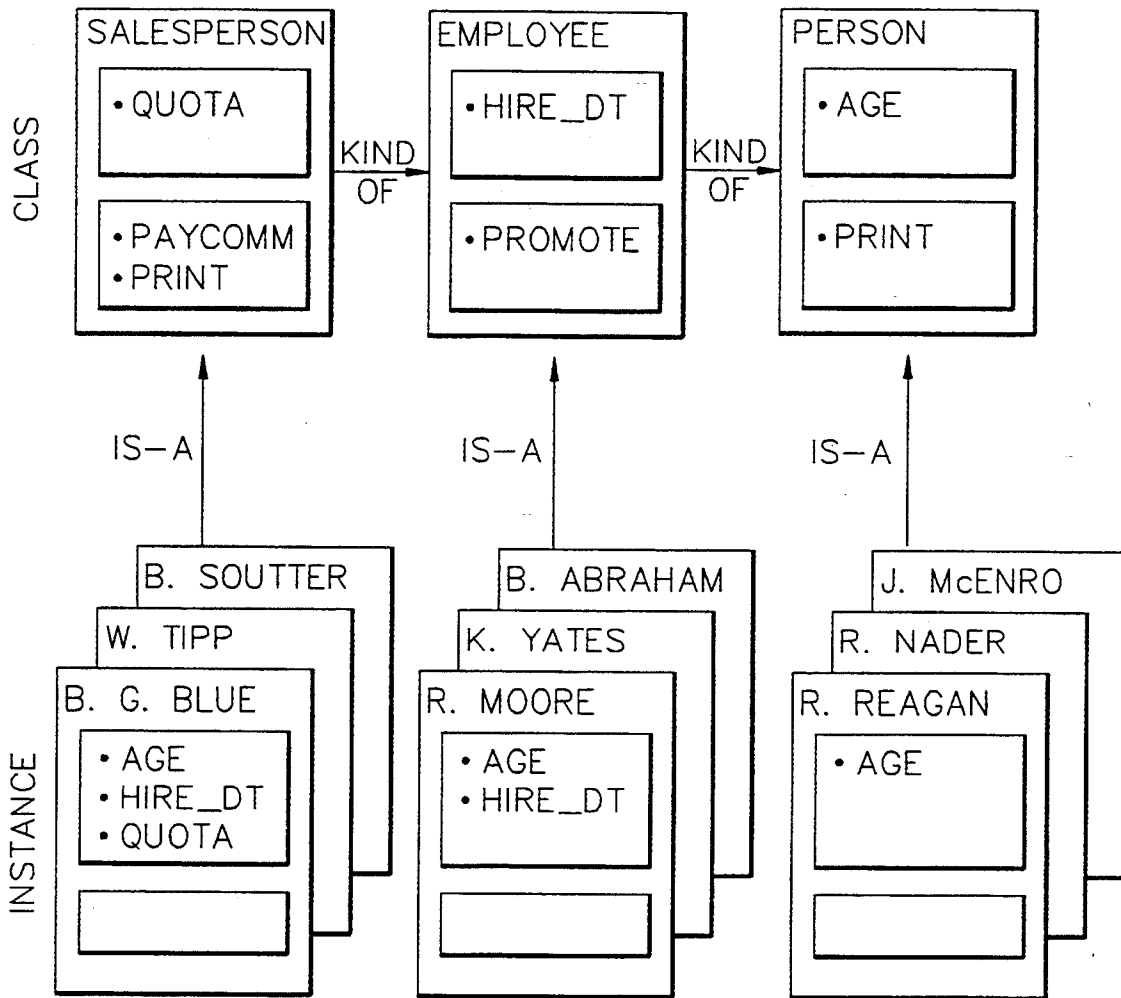 CLASS
SALESPERSON
• QUOTA
• PAYCOMM
• PRINT
KIND
OF
EMPLOYEE
• HIRE_DT
• PROMOTE
KIND
OF
PERSON
• AGE
• PRINT
IS-A
IS-A
IS-A
INSTANCE
B. SOUTTER
W. TIPP
B. G. BLUE
• AGE
• HIRE_DT
• QUOTA
B. ABRAHAM
K. YATES
R. MOORE
• AGE
• HIRE_DT
J. McENRO
R. NADER
R. REAGAN
• AGE